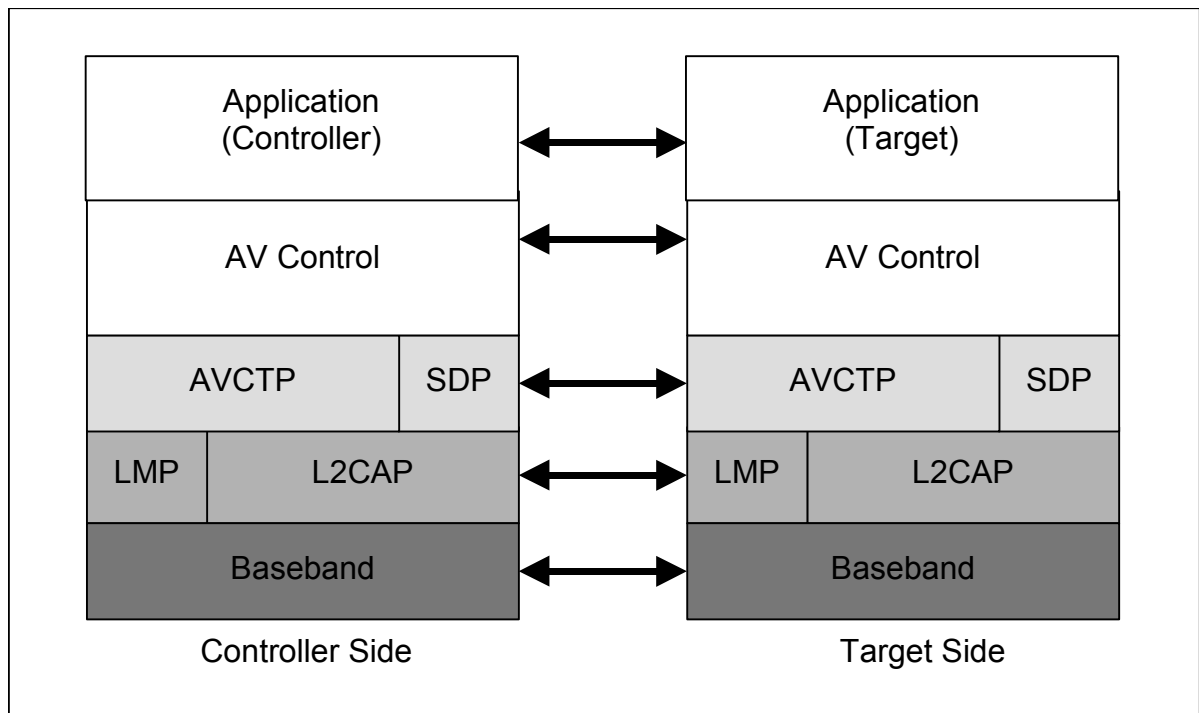 Application
(Controller)
Application
(Target)
AV Control
AV Control
AVCTP
SDP
AVCTP
SDP
LMP
L2CAP
LMP
L2CAP
Baseband
Baseband
Controller Side
Target Side